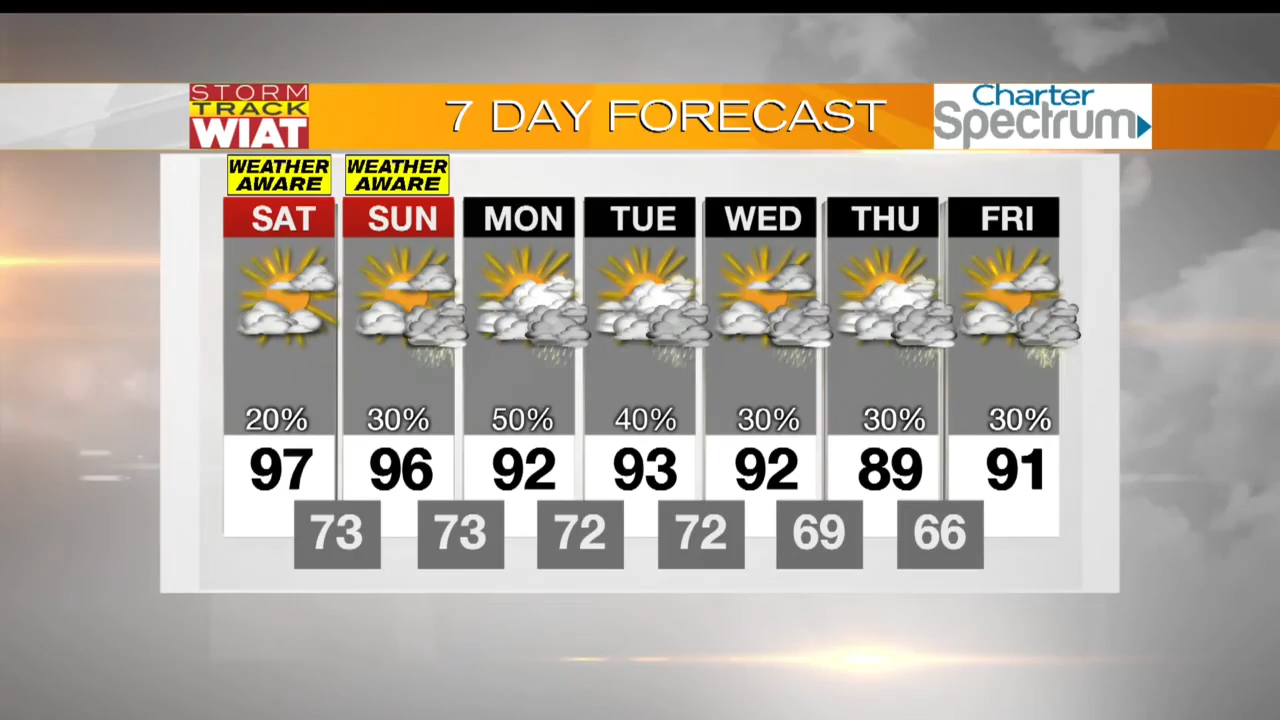 STORM
TRACK
WIAT
7 DAY FORECAST
Charter
Spectrum
WEATHER AWARE WEATHER AWARE
SAT SUN MON TUE WED THU FRI
20% 30% 50% 40% 30% 30% 30%
97 96 92 93 92 89 91
73 73 72 72 69 66